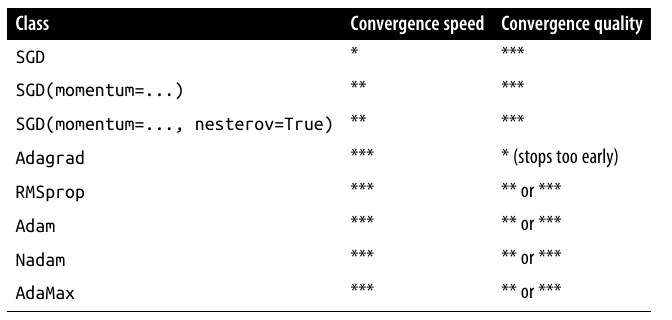 Class Convergence speed Convergence quality
SGD * ***
SGD(momentum=...) ** ***
SGD(momentum=..., nesterov=True) ** ***
Adagrad *** * (stops too early)
RMSprop *** ** or ***
Adam *** ** or ***
Nadam *** ** or ***
AdaMax *** ** or ***